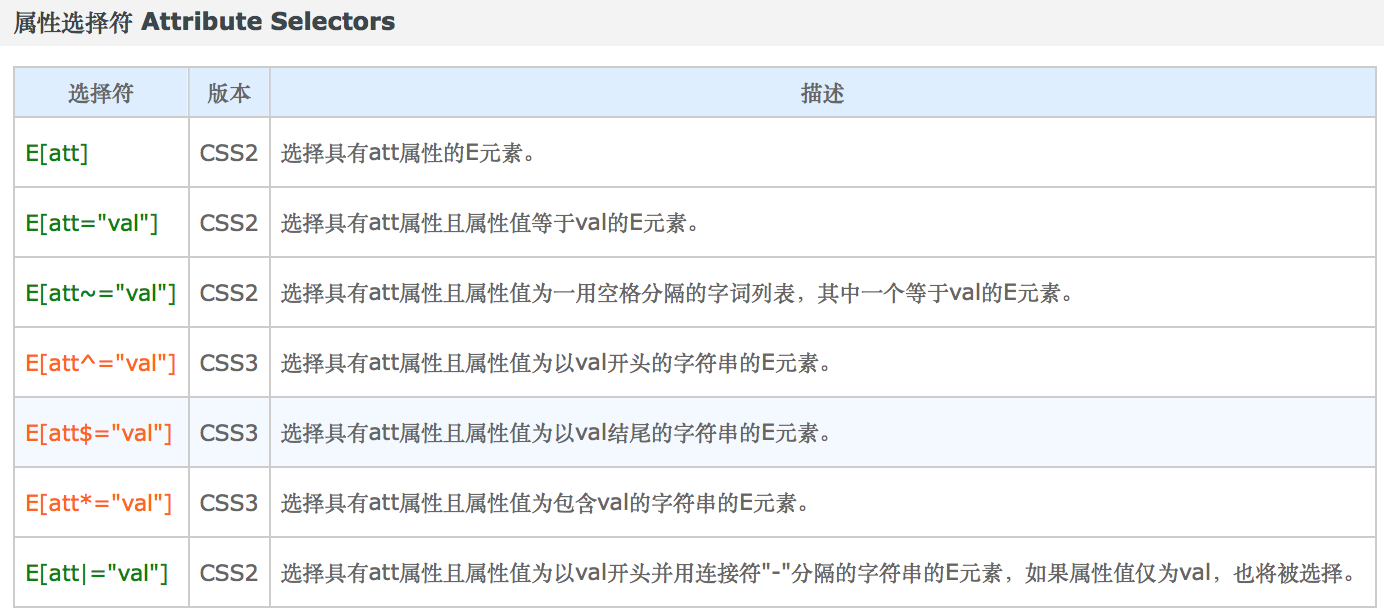 属性选择符 Attribute Selectors
选择符 版本 描述
E[att] CSS2 选择具有att属性的E元素。
E[att="val"] CSS2 选择具有att属性且属性值等于val的E元素。
E[att~="val"] CSS2 选择具有att属性且属性值为一用空格分隔的字词列表，其中一个等于val的E元素。
E[att^="val"] CSS3 选择具有att属性且属性值为以val开头的字符串的E元素。
E[att$="val"] CSS3 选择具有att属性且属性值为以val结尾的字符串的E元素。
E[att*="val"] CSS3 选择具有att属性且属性值为包含val的字符串的E元素。
E[att|="val"] CSS2 选择具有att属性且属性值为以val开头并用连接符"-"分隔的字符串的E元素，如果属性值仅为val，也将被选择。